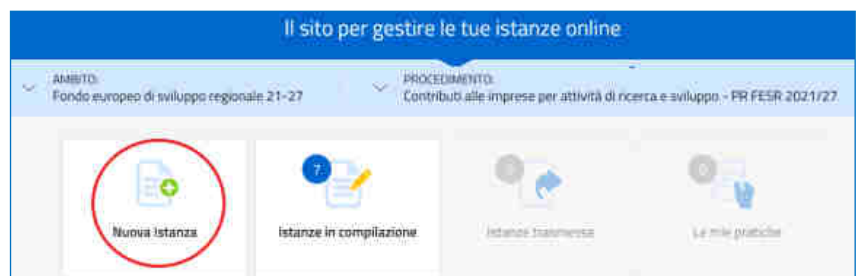 Il sito per gestire le tue istanze online
AMBITO:
Fondo europeo di sviluppo regionale 21-27
PROCEDIMENTO:
Contributi alle imprese per attività di ricerca e sviluppo - PR FESR 2021/27
7
Nuova Istanza
Istanze in compilazione
Istanze trasmesse
Le mie pratiche